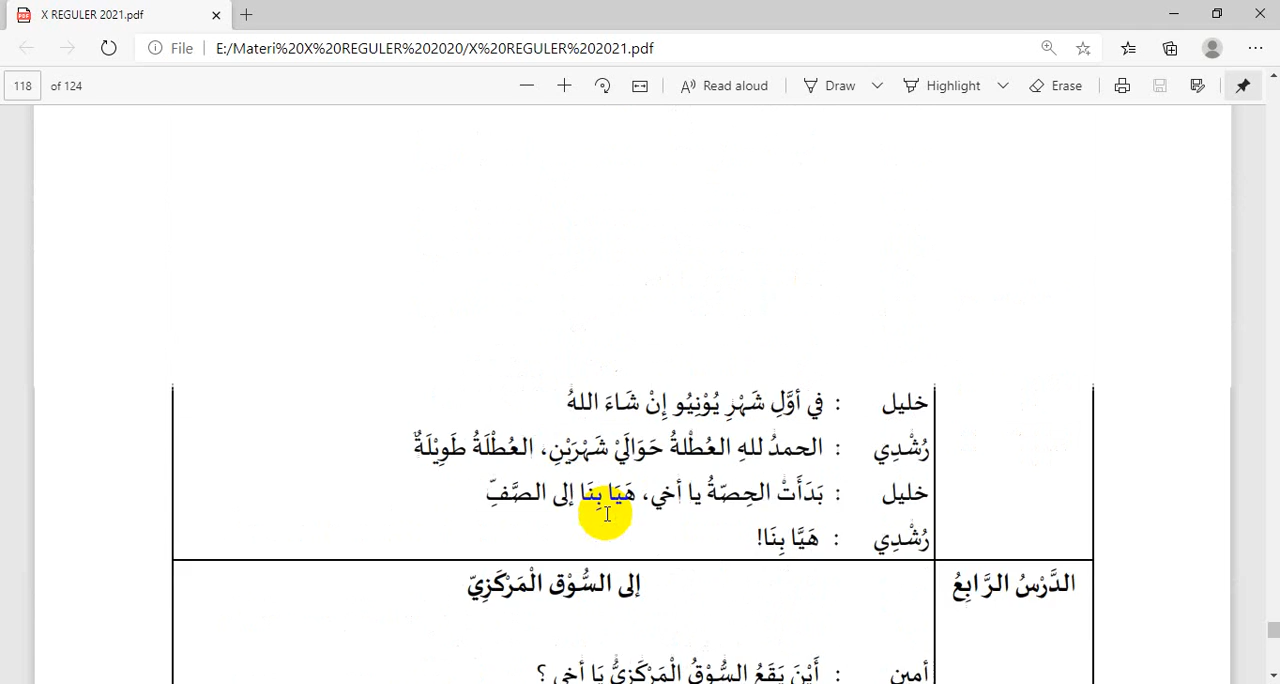 X REGULER 2021.pdf
File | E:/Materi%20X%20REGULER%202020/X%20REGULER%202021.pdf
118 of 124 Read aloud Draw Highlight Erase
خليل : في أوَّلِ شَهْرِ يُوْنِيُو إِنْ شَاءَ اللهُ
رُشْدِي : الحمدُ للهِ العُطْلةُ حَوَالَيْ شَهْرَيْنِ، العُطْلَةُ طَوِيْلَةٌ
خليل : بَدَأَتْ الحِصّةُ يا أخي، هَيَا بِنَا إلى الصَّفِّ
رُشْدِي : هَيَّا بِنَا!
الدَّرْسُ الرَّابِعُ
إلى السُّوْق الْمَرْكَزِيّ
أمين : أَيْنَ يَقَعُ السُّوْقُ الْمَرْكَزِيُّ يَا أخي ؟